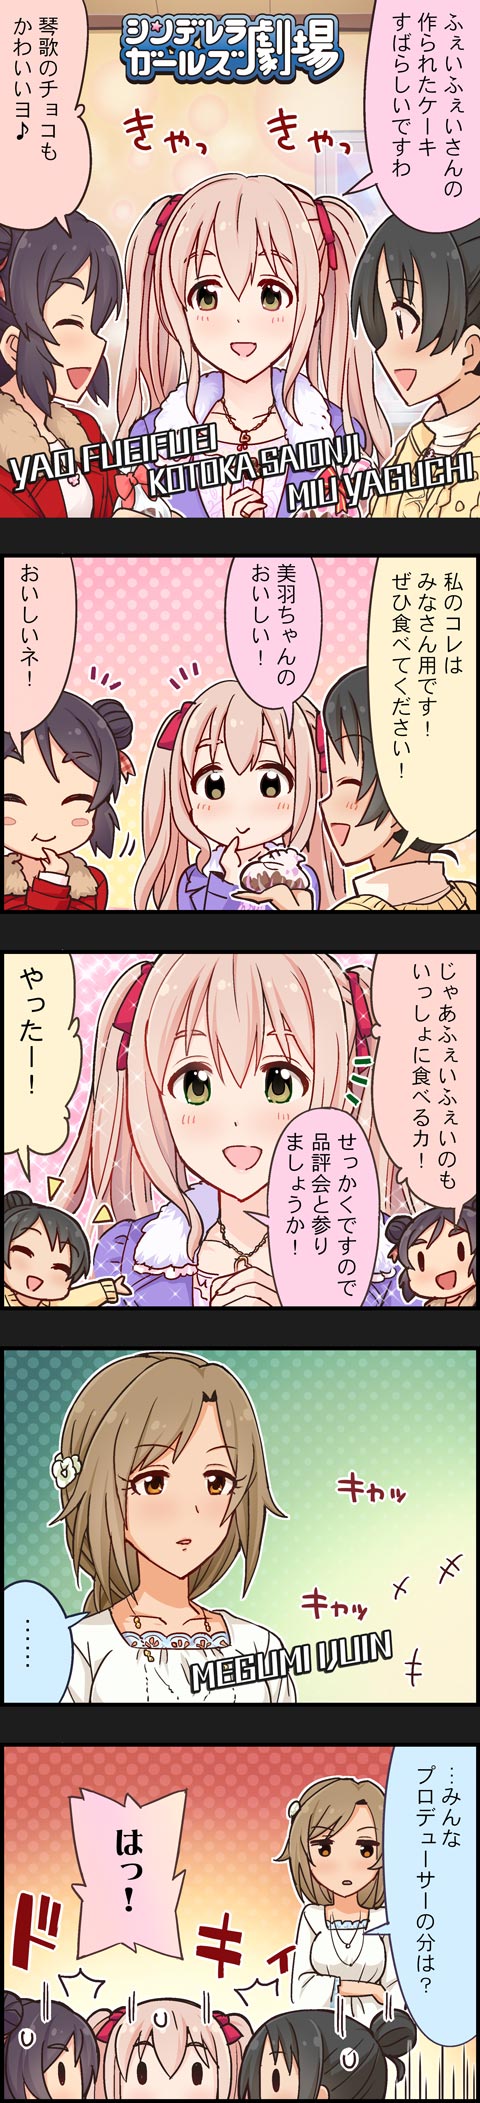 シンデレラ
ガールズ劇場
ふぇいふぇいさんの
作られたケーキ
すばらしいですわ
琴歌のチョコも
かわいいヨ♪
きゃっ
きゃっ
YAO FUEIFUEI
KOTOKA SAIONJI
MIU YAGUCHI
私のコレは
みなさん用です！
ぜひ食べてください！
美羽ちゃんの
おいしい！
おいしいネ！
じゃあふぇいふぇいのも
いっしょに食べるカ！
せっかくですので
品評会と参り
ましょうか！
やったー！
キャッ
キャッ
……
MEGUMI IJUIN
…みんな
プロデューサーの分は？
はっ！
ドキィ